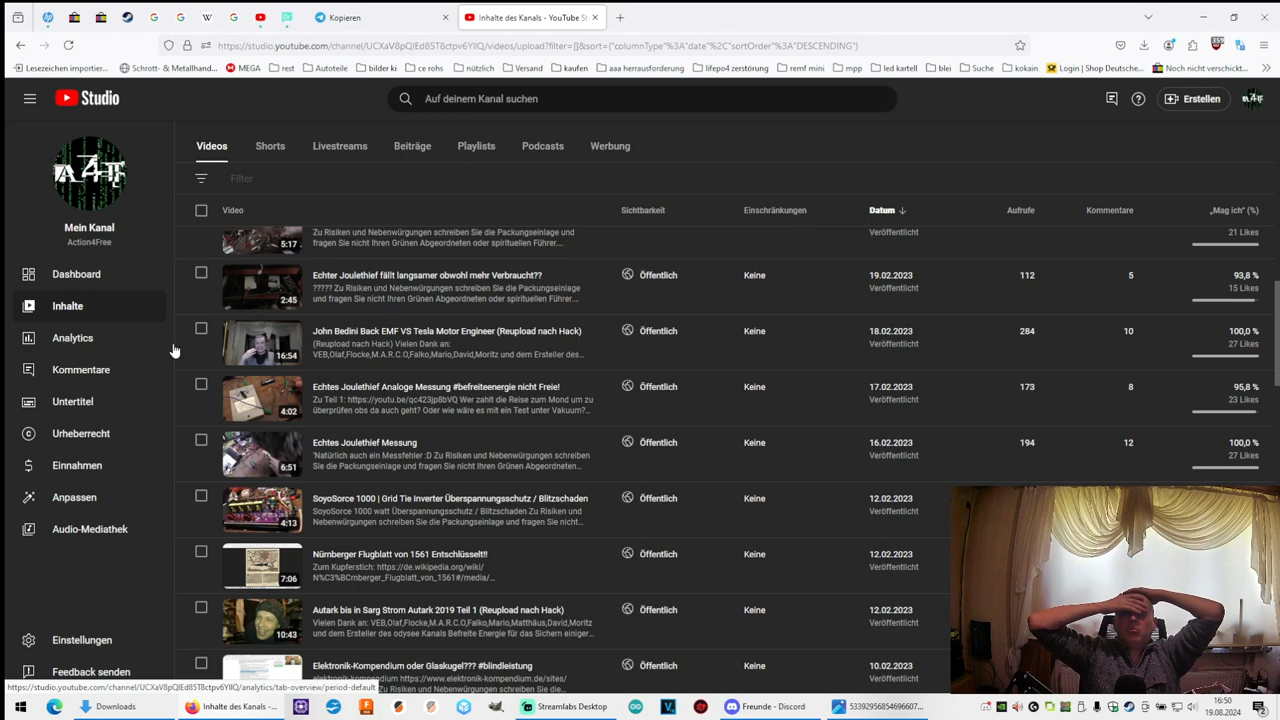 Kopieren
Inhalte des Kanals - YouTube St
https://studio.youtube.com/channel/UCXaV8pQIEd85T8ctpv6YllQ/videos/upload?filter=[]&sort={"columnType"%3A"date"%2C"sortOrder"%3A"DESCENDING"}
Lesezeichen importier...
Schrott - & Metallhand...
MEGA
rest
Autoteile
bilder ki
ce rohs
nützlich
Versand
kaufen
aaa herrausforderung
lifepo4 zerstörung
remf mini
mpp
led kartell
blei
Suche
kokain
Login | Shop Deutsche...
Noch nicht verschickt...
Studio
Auf deinem Kanal suchen
Erstellen
A4F
Mein Kanal
Action4Free
Dashboard
Inhalte
Analytics
Kommentare
Untertitel
Urheberrecht
Einnahmen
Anpassen
Audio-Mediathek
Einstellungen
Feedback senden
Videos
Shorts
Livestreams
Beiträge
Playlists
Podcasts
Werbung
Filter
Video
Sichtbarkeit
Einschränkungen
Datum
Aufrufe
Kommentare
„Mag ich“ (%)
5:17
Zu Risiken und Nebenwürgungen schreiben Sie die Packungseinlage und
fragen Sie nicht Ihren Grünen Abgeordneten oder spirituellen Führer...
Veröffentlicht
21 Likes
2:45
Echter Joulethief fällt langsamer obwohl mehr Verbraucht??
????? Zu Risiken und Nebenwürgungen schreiben Sie die Packungseinlage
und fragen Sie nicht Ihren Grünen Abgeordneten oder spirituellen...
Öffentlich
Keine
19.02.2023
Veröffentlicht
112
5
93,8 %
15 Likes
16:54
John Bedini Back EMF VS Tesla Motor Engineer (Reupload nach Hack)
(Reupload nach Hack) Vielen Dank an:
VEB,Olaf,Flocke,M.A.R.C.O,Falko,Mario,David,Moritz und dem Ersteller des...
Öffentlich
Keine
18.02.2023
Veröffentlicht
284
10
100,0 %
27 Likes
4:02
Echtes Joulethief Analoge Messung #befreiteenergie nicht Freie!
Zu Teil 1: https://youtu.be/qc423jp8bVQ Wer zahlt die Reise zum Mond um zu
überprüfen obs da auch geht? Oder wie wäre es mit ein Test unter Vakuum?...
Öffentlich
Keine
17.02.2023
Veröffentlicht
173
8
95,8 %
23 Likes
6:51
Echtes Joulethief Messung
'Natürlich auch ein Messfehler :D Zu Risiken und Nebenwürgungen schreiben
Sie die Packungseinlage und fragen Sie nicht Ihren Grünen Abgeordneten...
Öffentlich
Keine
16.02.2023
Veröffentlicht
194
12
100,0 %
27 Likes
4:13
SoyoSorce 1000 | Grid Tie Inverter Überspannungsschutz / Blitzschaden
SoyoSorce 1000 watt Überspannungsschutz / Blitzschaden Zu Risiken und
Nebenwürgungen schreiben Sie die Packungseinlage und fragen Sie nicht...
Öffentlich
Keine
12.02.2023
Veröffentlicht
7:06
Nürnberger Flugblatt von 1561 Entschlüsselt!!
Zum Kupferstich: https://de.wikipedia.org/wiki/
N%C3%BCrnberger_Flugblatt_von_1561#/media/...
Öffentlich
Keine
12.02.2023
Veröffentlicht
10:43
Autark bis in Sarg Strom Autark 2019 Teil 1 (Reupload nach Hack)
Vielen Dank an: VEB,Olaf,Flocke,M.A.R.C.O,Falko,Mario,Matthäus,David,Moritz
und dem Ersteller des odysee Kanals Befreite Energie für das Sichern einiger...
Öffentlich
Keine
12.02.2023
Veröffentlicht
Elektronik-Kompendium oder Glaskugel??? #blindleistung
elektronik-kompendium https://www.elektronik-kompendium.de/sites/
Zu Risiken und Nebenwürgungen schreiben Sie die Packungseinlage
Öffentlich
Keine
10.02.2023
Veröffentlicht
https://studio.youtube.com/channel/UCXaV8pQIEd85T8ctpv6YllQ/analytics/tab-overview/period-default
Downloads
Inhalte des Kanals -...
Streamlabs Desktop
Freunde - Discord
53392956854696607...
16:50
19.08.2024